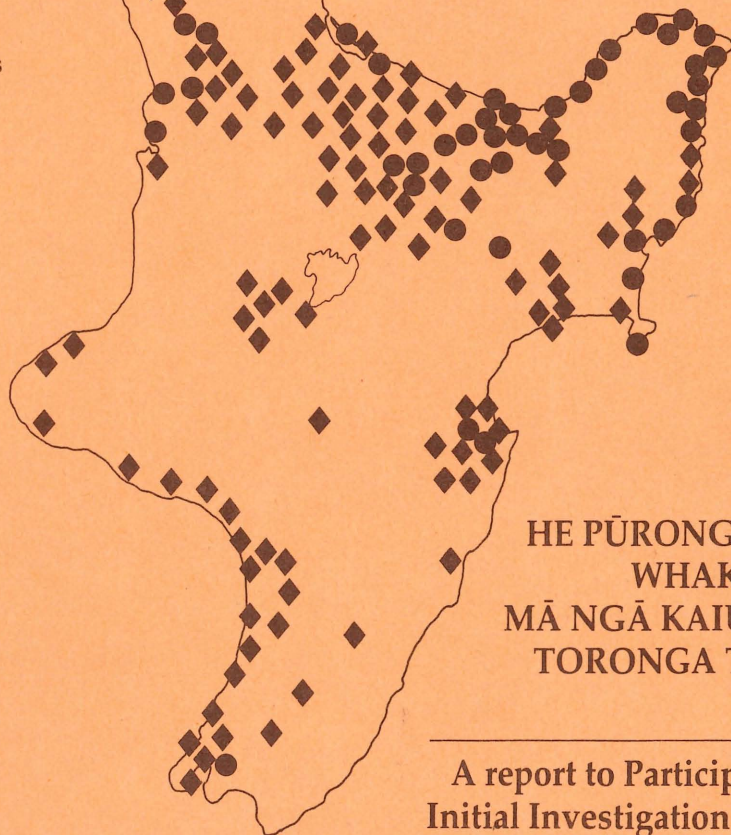 HE PŪRONG
WHAK
MĀ NGĀ KAIU
TORONGA T
A report to Particip
Initial Investigation